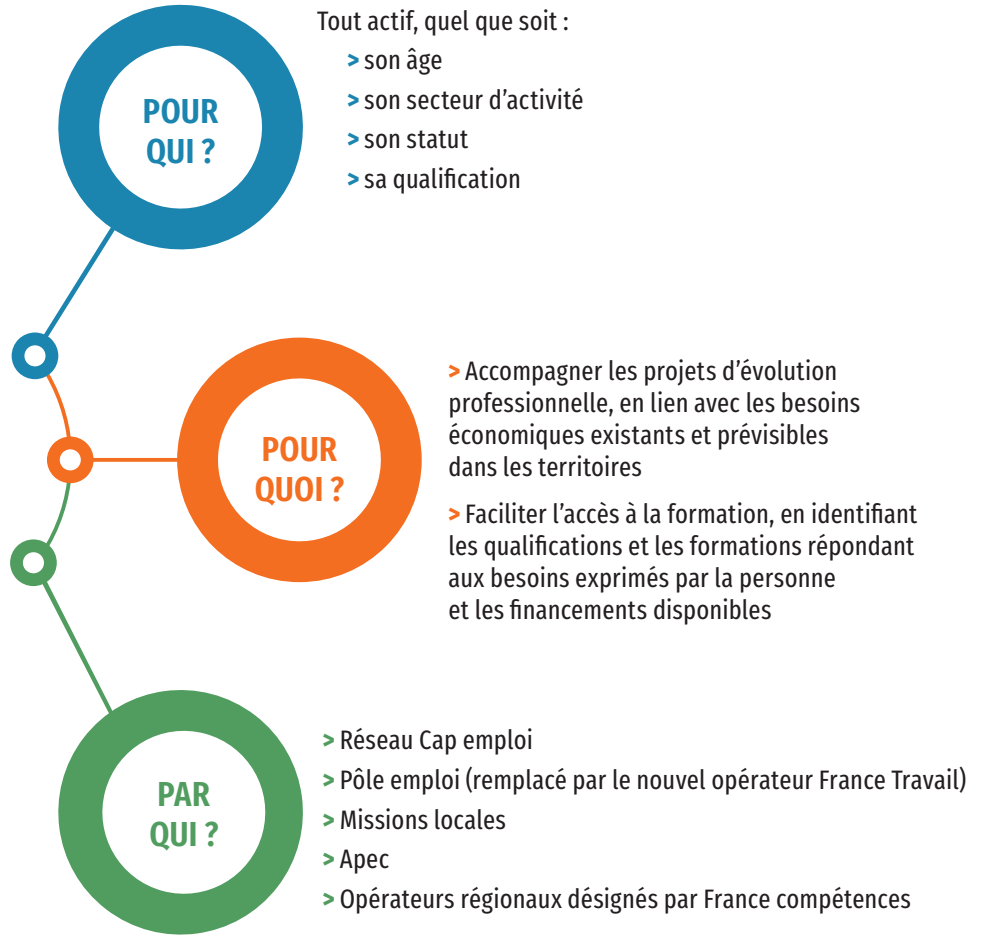 POUR
QUI ?
Tout actif, quel que soit :
> son âge
> son secteur d’activité
> son statut
> sa qualification
POUR
QUOI ?
> Accompagner les projets d’évolution
professionnelle, en lien avec les besoins
économiques existants et prévisibles
dans les territoires
> Faciliter l’accès à la formation, en identifiant
les qualifications et les formations répondant
aux besoins exprimés par la personne
et les financements disponibles
PAR
QUI ?
> Réseau Cap emploi
> Pôle emploi (remplacé par le nouvel opérateur France Travail)
> Missions locales
> Apec
> Opérateurs régionaux désignés par France compétences